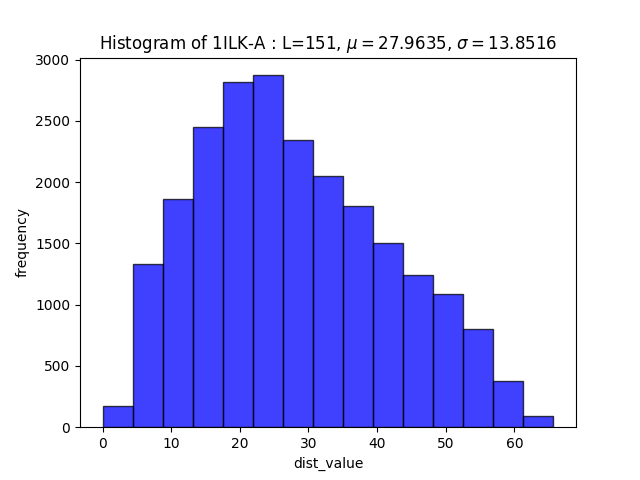 Histogram of 1ILK-A : L=151, μ = 27.9635, σ = 13.8516
3000
2500
2000
1500
1000
500
0
frequency
0 10 20 30 40 50 60
dist_value